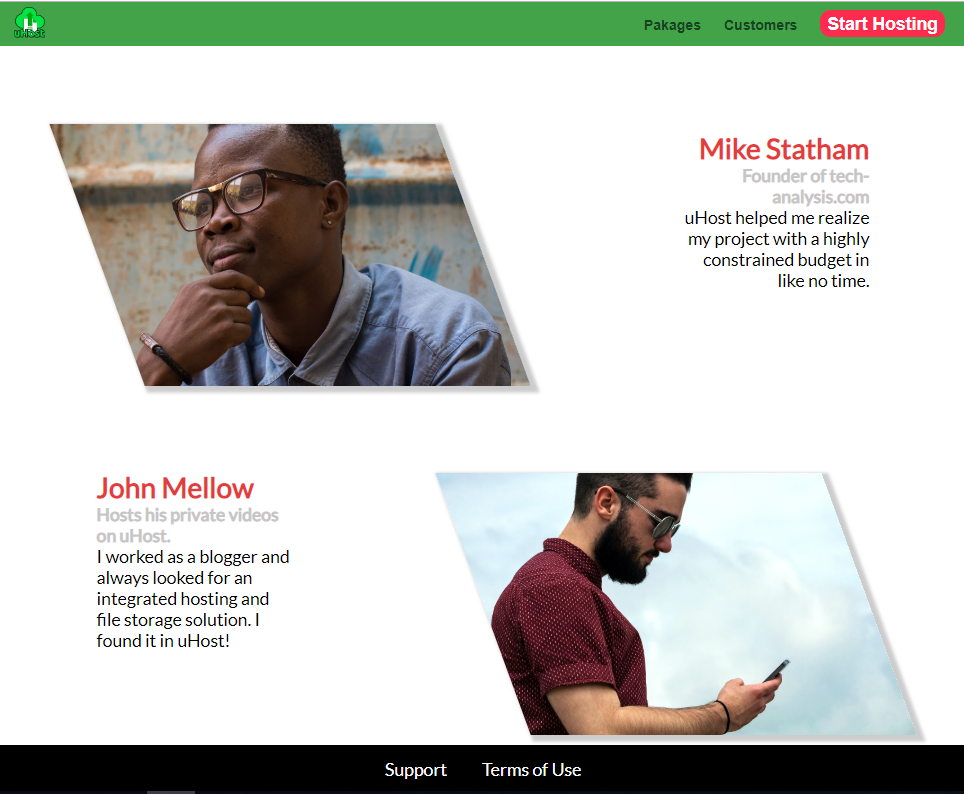 uHost
Pakages
Customers
Start Hosting
Mike Statham
Founder of tech-
analysis.com
uHost helped me realize
my project with a highly
constrained budget in
like no time.
John Mellow
Hosts his private videos
on uHost.
I worked as a blogger and
always looked for an
integrated hosting and
file storage solution. I
found it in uHost!
Support
Terms of Use